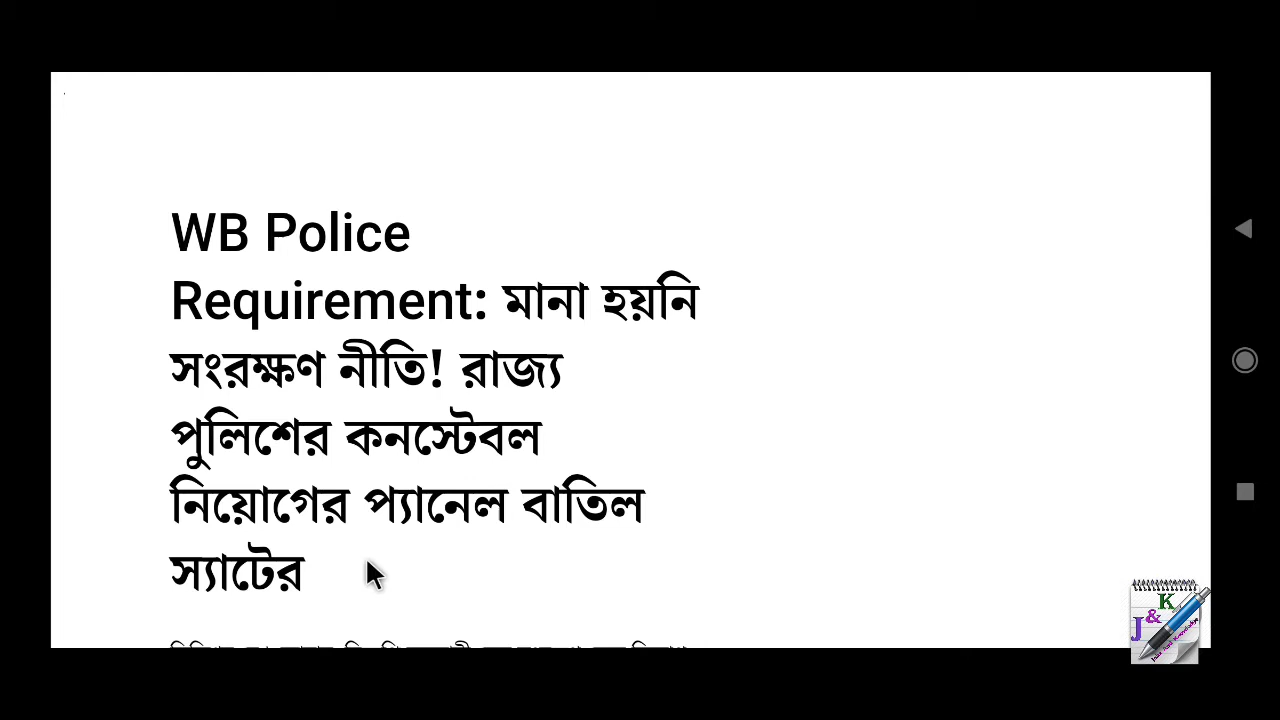 WB Police
Requirement: মানা হয়নি
সংরক্ষণ নীতি! রাজ্য
পুলিশের কনস্টেবল
নিয়োগের প্যানেল বাতিল
স্যাটের
J&K